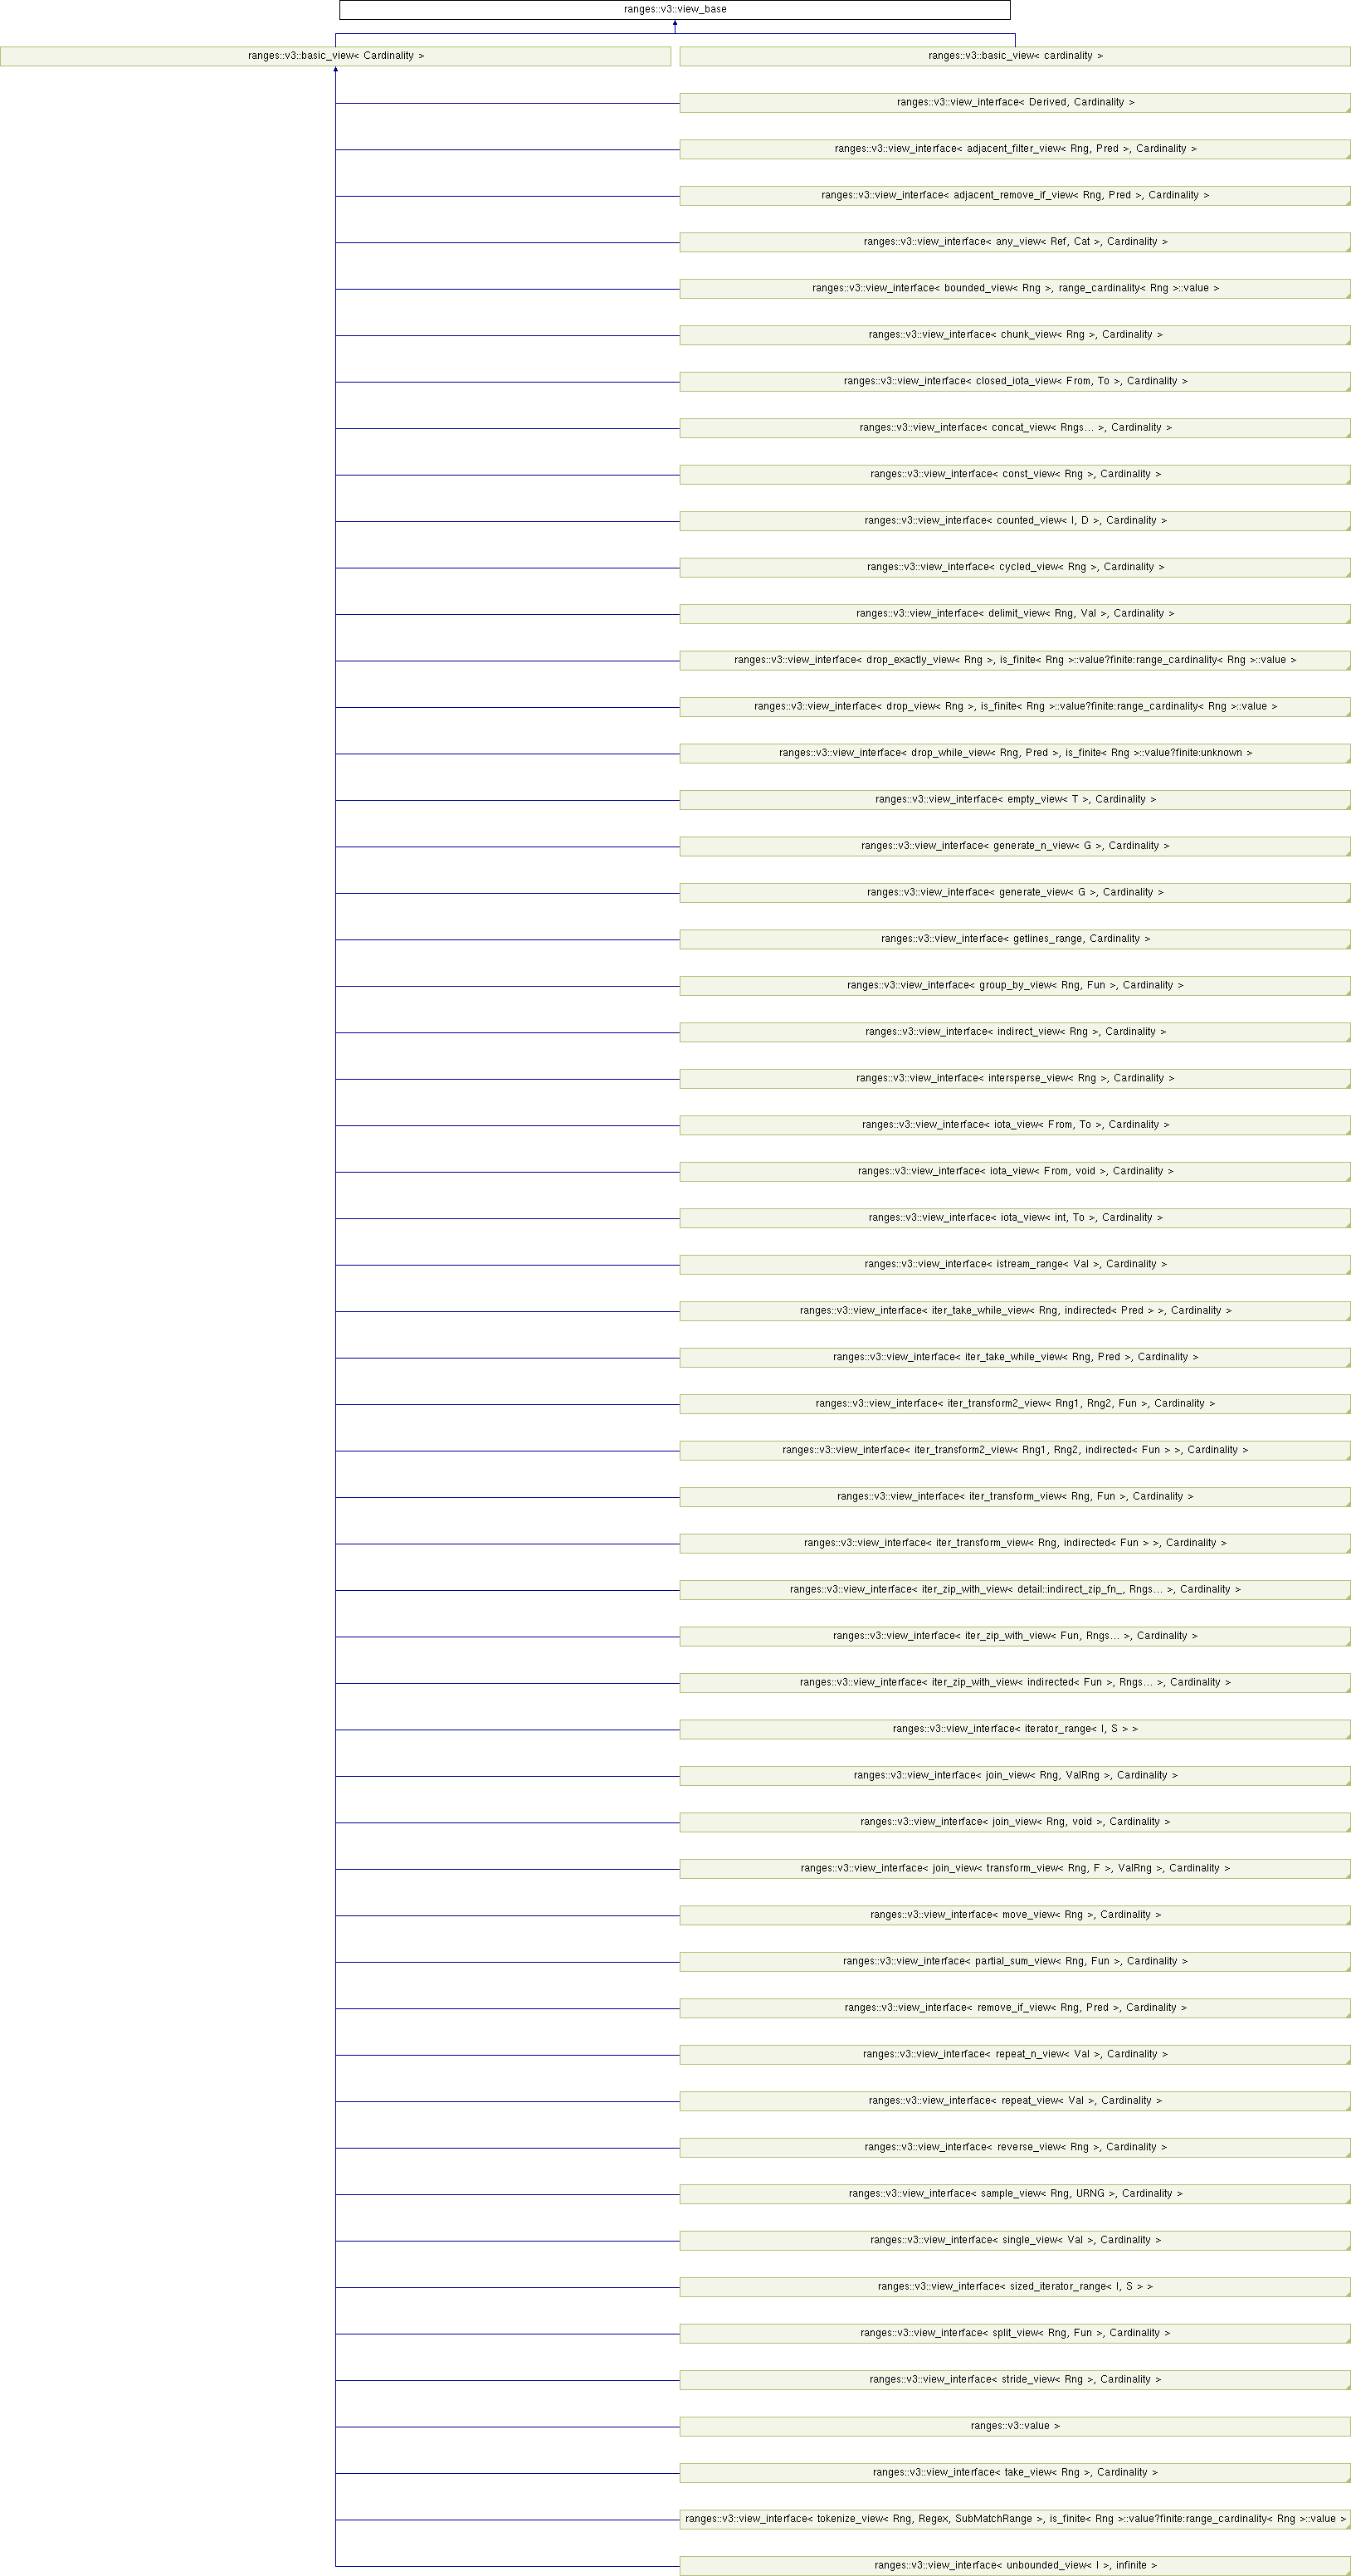 ranges::v3::view_base
ranges::v3::basic_view< Cardinality >
ranges::v3::basic_view< cardinality >
ranges::v3::view_interface< Derived, Cardinality >
ranges::v3::view_interface< adjacent_filter_view< Rng, Pred >, Cardinality >
ranges::v3::view_interface< adjacent_remove_if_view< Rng, Pred >, Cardinality >
ranges::v3::view_interface< any_view< Ref, Cat >, Cardinality >
ranges::v3::view_interface< bounded_view< Rng >, range_cardinality< Rng >::value >
ranges::v3::view_interface< chunk_view< Rng >, Cardinality >
ranges::v3::view_interface< closed_iota_view< From, To >, Cardinality >
ranges::v3::view_interface< concat_view< Rngs... >, Cardinality >
ranges::v3::view_interface< const_view< Rng >, Cardinality >
ranges::v3::view_interface< counted_view< I, D >, Cardinality >
ranges::v3::view_interface< cycled_view< Rng >, Cardinality >
ranges::v3::view_interface< delimit_view< Rng, Val >, Cardinality >
ranges::v3::view_interface< drop_exactly_view< Rng >, is_finite< Rng >::value?finite:range_cardinality< Rng >::value >
ranges::v3::view_interface< drop_view< Rng >, is_finite< Rng >::value?finite:range_cardinality< Rng >::value >
ranges::v3::view_interface< drop_while_view< Rng, Pred >, is_finite< Rng >::value?finite:unknown >
ranges::v3::view_interface< empty_view< T >, Cardinality >
ranges::v3::view_interface< generate_n_view< G >, Cardinality >
ranges::v3::view_interface< generate_view< G >, Cardinality >
ranges::v3::view_interface< getlines_range, Cardinality >
ranges::v3::view_interface< group_by_view< Rng, Fun >, Cardinality >
ranges::v3::view_interface< indirect_view< Rng >, Cardinality >
ranges::v3::view_interface< intersperse_view< Rng >, Cardinality >
ranges::v3::view_interface< iota_view< From, To >, Cardinality >
ranges::v3::view_interface< iota_view< From, void >, Cardinality >
ranges::v3::view_interface< iota_view< int, To >, Cardinality >
ranges::v3::view_interface< istream_range< Val >, Cardinality >
ranges::v3::view_interface< iter_take_while_view< Rng, indirected< Pred > >, Cardinality >
ranges::v3::view_interface< iter_take_while_view< Rng, Pred >, Cardinality >
ranges::v3::view_interface< iter_transform2_view< Rng1, Rng2, Fun >, Cardinality >
ranges::v3::view_interface< iter_transform2_view< Rng1, Rng2, indirected< Fun > >, Cardinality >
ranges::v3::view_interface< iter_transform_view< Rng, Fun >, Cardinality >
ranges::v3::view_interface< iter_transform_view< Rng, indirected< Fun > >, Cardinality >
ranges::v3::view_interface< iter_zip_with_view< detail::indirect_zip_fn_, Rngs... >, Cardinality >
ranges::v3::view_interface< iter_zip_with_view< Fun, Rngs... >, Cardinality >
ranges::v3::view_interface< iter_zip_with_view< indirected< Fun >, Rngs... >, Cardinality >
ranges::v3::view_interface< iterator_range< I, S > >
ranges::v3::view_interface< join_view< Rng, ValRng >, Cardinality >
ranges::v3::view_interface< join_view< Rng, void >, Cardinality >
ranges::v3::view_interface< join_view< transform_view< Rng, F >, ValRng >, Cardinality >
ranges::v3::view_interface< move_view< Rng >, Cardinality >
ranges::v3::view_interface< partial_sum_view< Rng, Fun >, Cardinality >
ranges::v3::view_interface< remove_if_view< Rng, Pred >, Cardinality >
ranges::v3::view_interface< repeat_n_view< Val >, Cardinality >
ranges::v3::view_interface< repeat_view< Val >, Cardinality >
ranges::v3::view_interface< reverse_view< Rng >, Cardinality >
ranges::v3::view_interface< sample_view< Rng, URNG >, Cardinality >
ranges::v3::view_interface< single_view< Val >, Cardinality >
ranges::v3::view_interface< sized_iterator_range< I, S > >
ranges::v3::view_interface< split_view< Rng, Fun >, Cardinality >
ranges::v3::view_interface< stride_view< Rng >, Cardinality >
ranges::v3::value >
ranges::v3::view_interface< take_view< Rng >, Cardinality >
ranges::v3::view_interface< tokenize_view< Rng, Regex, SubMatchRange >, is_finite< Rng >::value?finite:range_cardinality< Rng >::value >
ranges::v3::view_interface< unbounded_view< I >, infinite >